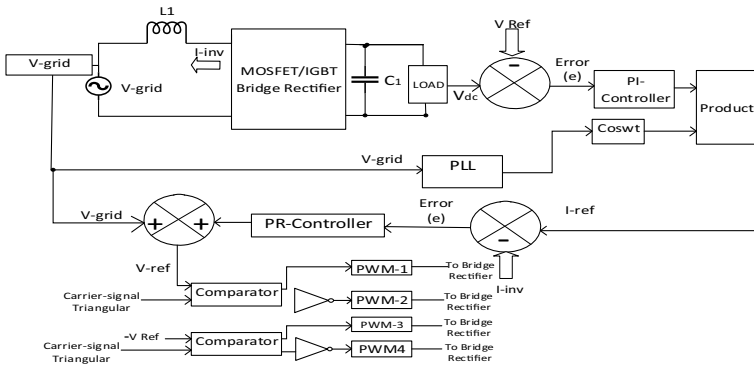 L1
V Ref
V-grid
I-inv
V-grid
MOSFET/IGBT
Bridge Rectifier
C1
LOAD
Vdc
Error
(e)
PI-
Controller
Product
Coswt
V-grid
PLL
V-grid
PR-Controller
Error
(e)
I-ref
I-inv
V-ref
Carrier-signal
Triangular
Comparator
PWM-1
To Bridge
Rectifier
PWM-2
To Bridge
Rectifier
-V Ref
Carrier-signal
Triangular
Comparator
PWM-3
To Bridge
Rectifier
PWM4
To Bridge
Rectifier